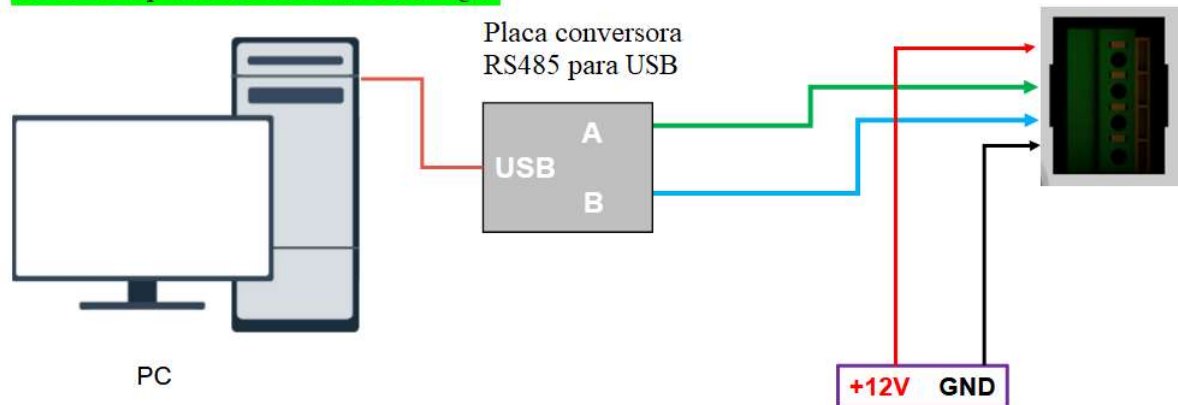 Placa conversora
RS485 para USB
A
USB
B
PC
+12V GND